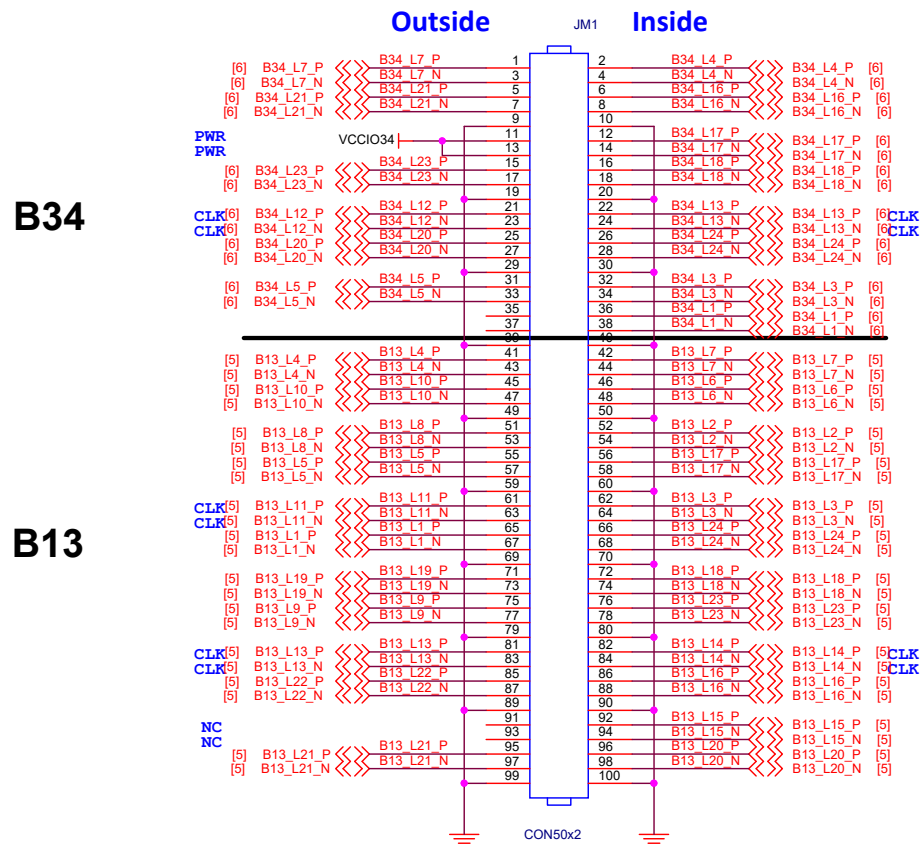 Outside JM1 Inside
[6] B34_L7_P B34_L7_P 1 2 B34_L4_P B34_L4_P [6]
[6] B34_L7_N B34_L7_N 3 4 B34_L4_N B34_L4_N [6]
[6] B34_L21_P B34_L21_P 5 6 B34_L16_P B34_L16_P [6]
[6] B34_L21_N B34_L21_N 7 8 B34_L16_N B34_L16_N [6]
9 10
PWR VCCIO34 11 12 B34_L17_P B34_L17_P [6]
PWR 13 14 B34_L17_N B34_L17_N [6]
[6] B34_L23_P B34_L23_P 15 16 B34_L18_P B34_L18_P [6]
[6] B34_L23_N B34_L23_N 17 18 B34_L18_N B34_L18_N [6]
19 20
B34
CLK [6] B34_L12_P B34_L12_P 21 22 B34_L13_P B34_L13_P [6] CLK
CLK [6] B34_L12_N B34_L12_N 23 24 B34_L13_N B34_L13_N [6] CLK
[6] B34_L20_P B34_L20_P 25 26 B34_L24_P B34_L24_P [6]
[6] B34_L20_N B34_L20_N 27 28 B34_L24_N B34_L24_N [6]
29 30
[6] B34_L5_P B34_L5_P 31 32 B34_L3_P B34_L3_P [6]
[6] B34_L5_N B34_L5_N 33 34 B34_L3_N B34_L3_N [6]
35 36 B34_L1_P B34_L1_P [6]
37 38 B34_L1_N B34_L1_N [6]
39 40
[5] B13_L4_P B13_L4_P 41 42 B13_L7_P B13_L7_P [5]
[5] B13_L4_N B13_L4_N 43 44 B13_L7_N B13_L7_N [5]
[5] B13_L10_P B13_L10_P 45 46 B13_L6_P B13_L6_P [5]
[5] B13_L10_N B13_L10_N 47 48 B13_L6_N B13_L6_N [5]
49 50
[5] B13_L8_P B13_L8_P 51 52 B13_L2_P B13_L2_P [5]
[5] B13_L8_N B13_L8_N 53 54 B13_L2_N B13_L2_N [5]
[5] B13_L5_P B13_L5_P 55 56 B13_L17_P B13_L17_P [5]
[5] B13_L5_N B13_L5_N 57 58 B13_L17_N B13_L17_N [5]
59 60
CLK [5] B13_L11_P B13_L11_P 61 62 B13_L3_P B13_L3_P [5]
CLK [5] B13_L11_N B13_L11_N 63 64 B13_L3_N B13_L3_N [5]
B13
[5] B13_L1_P B13_L1_P 65 66 B13_L24_P B13_L24_P [5]
[5] B13_L1_N B13_L1_N 67 68 B13_L24_N B13_L24_N [5]
69 70
[5] B13_L19_P B13_L19_P 71 72 B13_L18_P B13_L18_P [5]
[5] B13_L19_N B13_L19_N 73 74 B13_L18_N B13_L18_N [5]
[5] B13_L9_P B13_L9_P 75 76 B13_L23_P B13_L23_P [5]
[5] B13_L9_N B13_L9_N 77 78 B13_L23_N B13_L23_N [5]
79 80
CLK [5] B13_L13_P B13_L13_P 81 82 B13_L14_P B13_L14_P [5] CLK
CLK [5] B13_L13_N B13_L13_N 83 84 B13_L14_N B13_L14_N [5] CLK
[5] B13_L22_P B13_L22_P 85 86 B13_L16_P B13_L16_P [5]
[5] B13_L22_N B13_L22_N 87 88 B13_L16_N B13_L16_N [5]
89 90
NC 91 92 B13_L15_P B13_L15_P [5]
NC 93 94 B13_L15_N B13_L15_N [5]
[5] B13_L21_P B13_L21_P 95 96 B13_L20_P B13_L20_P [5]
[5] B13_L21_N B13_L21_N 97 98 B13_L20_N B13_L20_N [5]
99 100
CON50x2